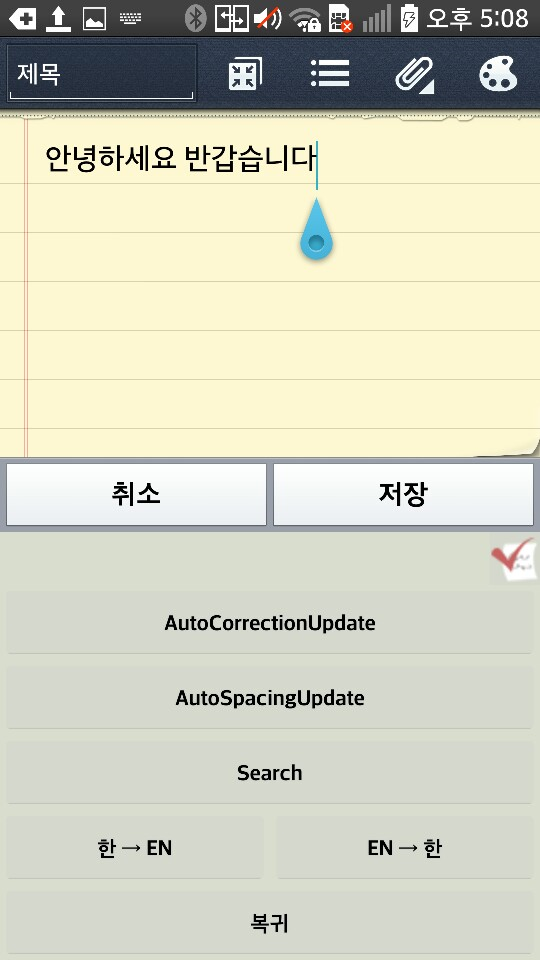 오후 5:08
제목
안녕하세요 반갑습니다
취소 저장
AutoCorrectionUpdate
AutoSpacingUpdate
Search
한 → EN EN → 한
복귀